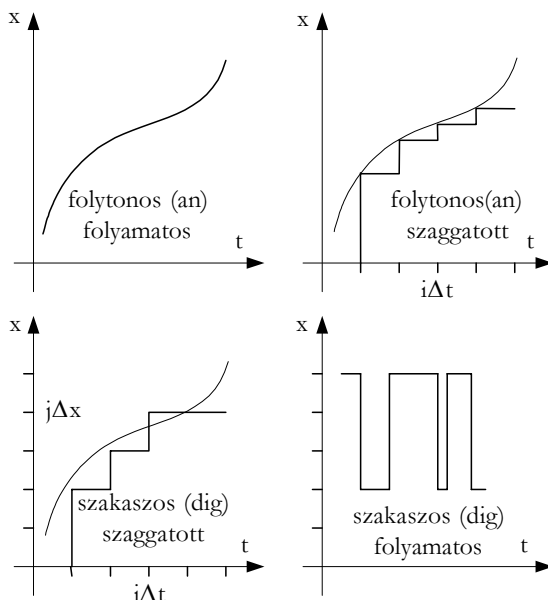 x
folytonos (an)
folyamatos
t
x
folytonos(an)
szaggatott
t
iΔt
x
jΔx
szakaszos (dig)
szaggatott
t
iΔt
x
szakaszos (dig)
folyamatos
t